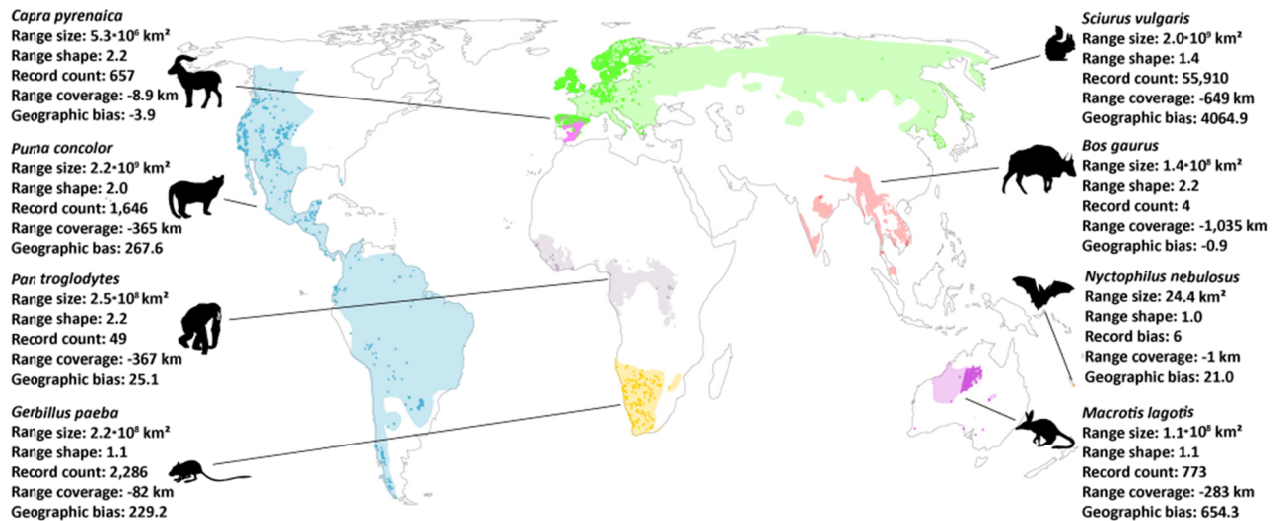 Capra pyrenaica
Range size: 5.3•10⁶ km²
Range shape: 2.2
Record count: 657
Range coverage: -8.9 km
Geographic bias: -3.9
Puma concolor
Range size: 2.2•10⁹ km²
Range shape: 2.0
Record count: 1,646
Range coverage: -365 km
Geographic bas: 267.6
Pan troglodytes
Range size: 2.5•10⁸ km²
Range shape: 2.2
Record count: 49
Range coverage: -367 km
Geographic bias: 25.1
Gerbillus paeba
Range size: 2.2•10⁸ km²
Range shape: 1.1
Record count: 2,286
Range coverage: -82 km
Geographic bias: 229.2
Sciurus vulgaris
Range size: 2.0•10⁹ km²
Range shape: 1.4
Record count: 55,910
Range coverage: -649 km
Geographic bias: 4064.9
Bos gaurus
Range size: 1.4•10⁸ km²
Range shape: 2.2
Record count: 4
Range coverage: -1,035 km
Geographic bias: -0.9
Nyctophilus nebulosus
Range size: 24.4 km²
Range shape: 1.0
Record bias: 6
Range coverage: -1 km
Geographic bias: 21.0
Macrotis lagotis
Range size: 1.1•10⁸ km²
Range shape: 1.1
Record count: 773
Range coverage: -283 km
Geographic bias: 654.3